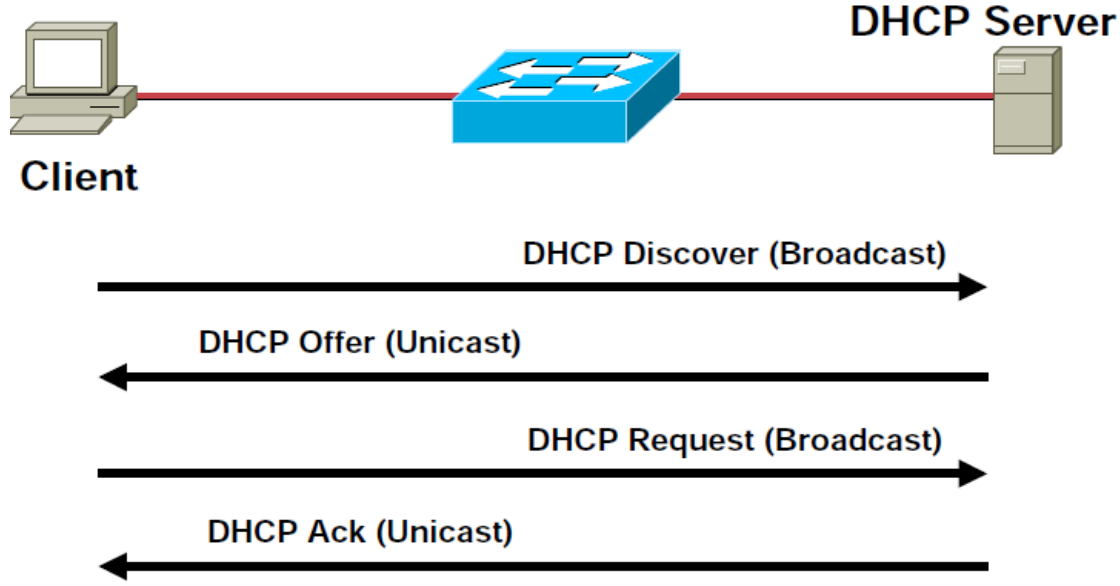 DHCP Server
Client
DHCP Discover (Broadcast)
DHCP Offer (Unicast)
DHCP Request (Broadcast)
DHCP Ack (Unicast)